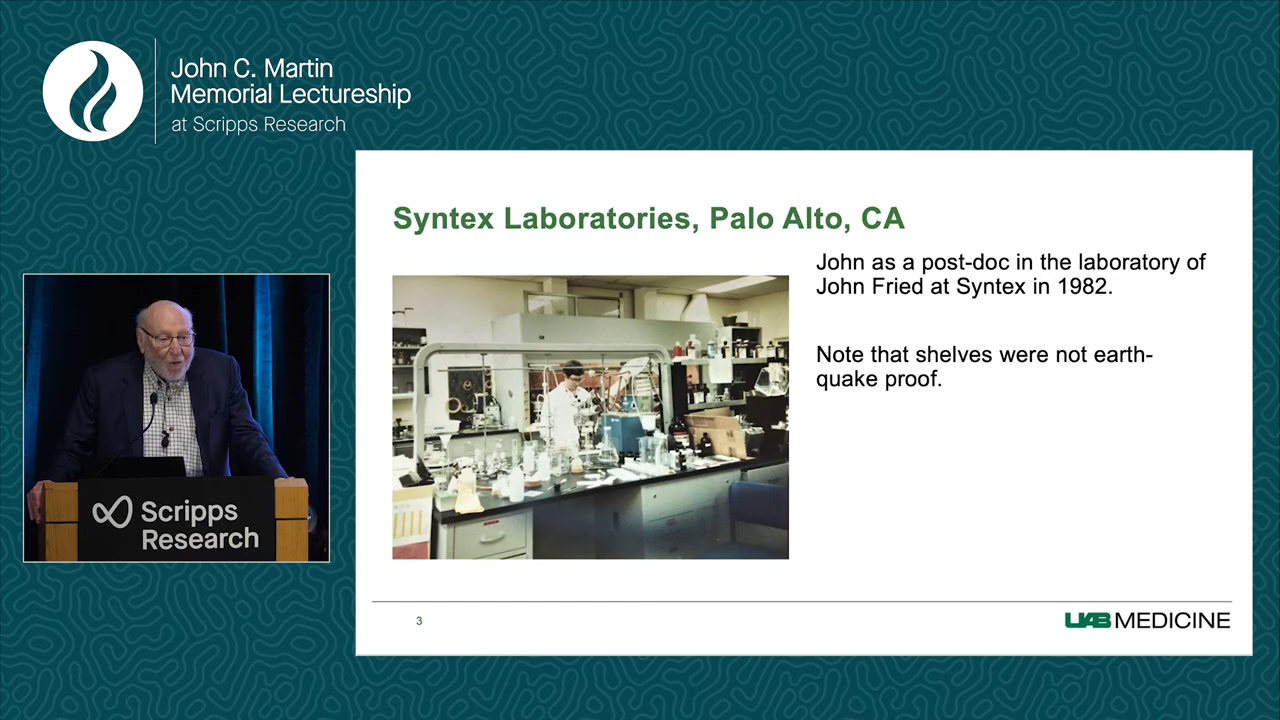 John C. Martin
Memorial Lectureship
at Scripps Research
Syntex Laboratories, Palo Alto, CA
John as a post-doc in the laboratory of
John Fried at Syntex in 1982.
Note that shelves were not earth-
quake proof.
Scripps
Research
3
UAB MEDICINE